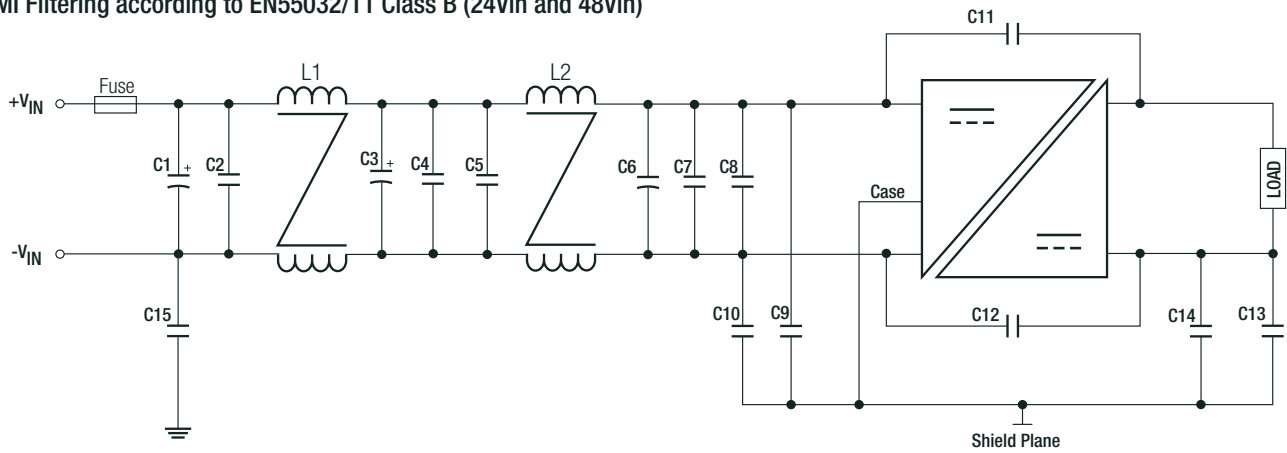 MI Filtering according to EN55032/11 Class B (24Vin and 48Vin)
C11
Fuse
L1
L2
+VIN
C1 +
C2
C3 +
C4
C5
C6
C7
C8
Case
LOAD
-VIN
C15
C10
C9
C12
C14
C13
Shield Plane